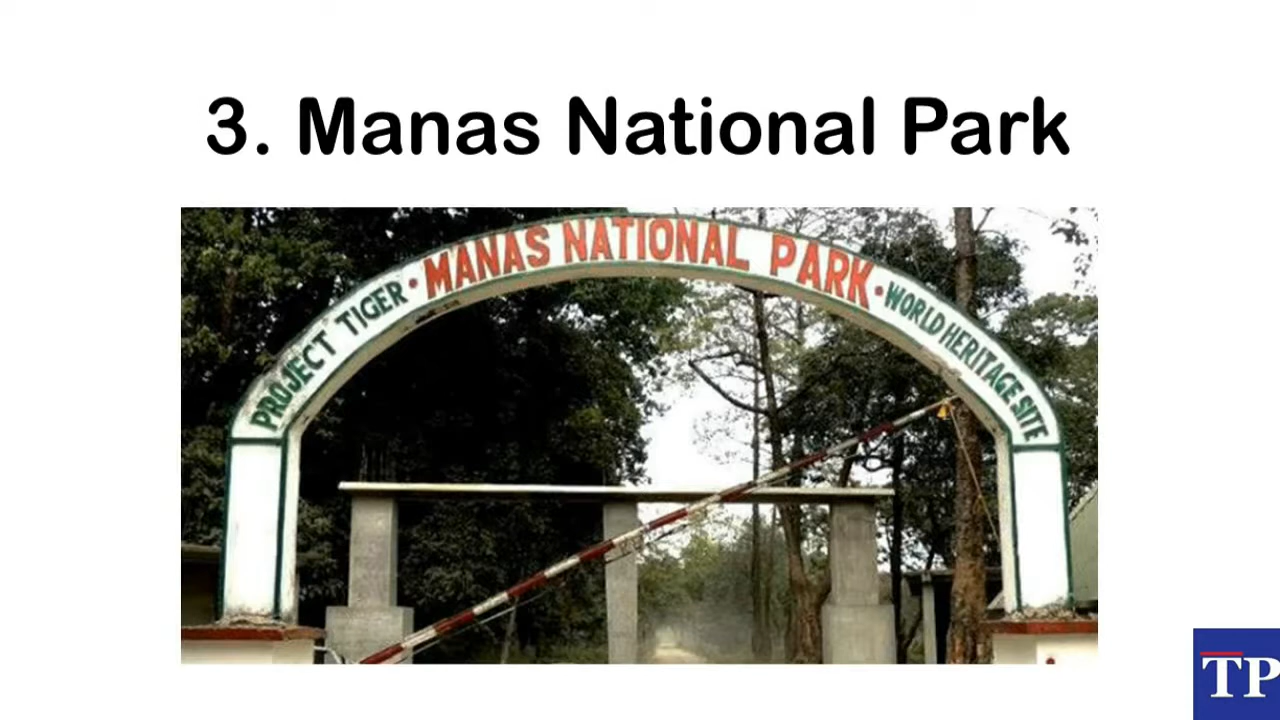 3. Manas National Park
PROJECT TIGER · MANAS NATIONAL PARK · WORLD HERITAGE SITE
TP